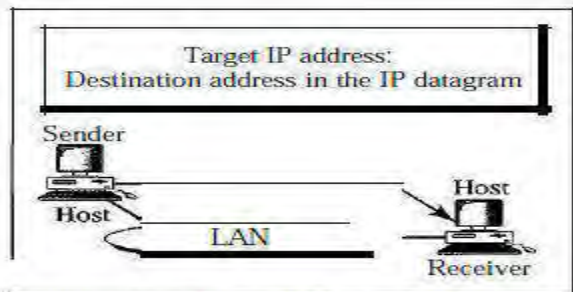 Target IP address:
Destination address in the IP datagram
Sender
Host
Host
LAN
Receiver